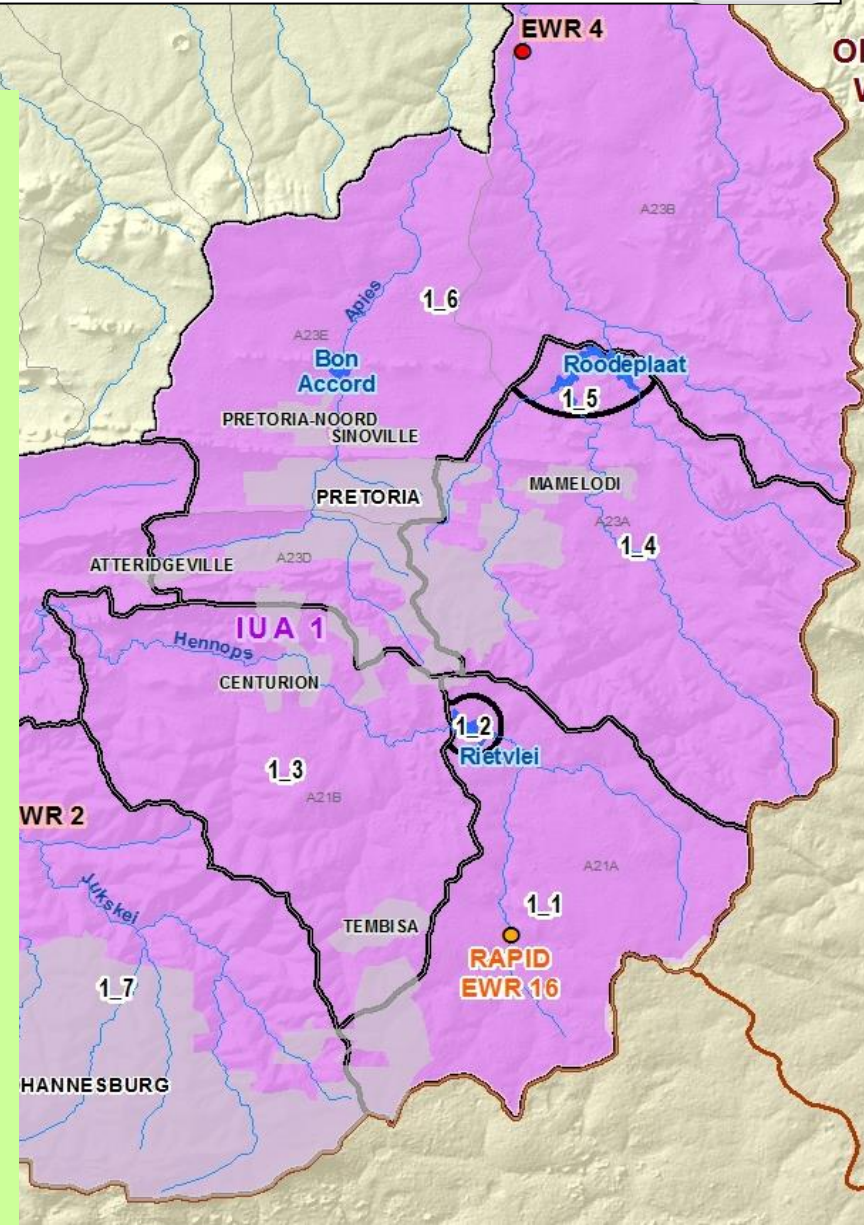 EWR 4
A23B
1_6
Apies
A23E
Bon
Accord
Roodeplaat
1_5
PRETORIA-NOORD
SINOVILLE
PRETORIA
MAMELODI
A23A
1_4
ATTERIDGEVILLE
A23D
IUA 1
Hennops
CENTURION
1_2
Rietvlei
1_3
A21B
WR 2
A21A
Jukskei
1_1
TEMBISA
RAPID
EWR 16
1_7
HANNESBURG